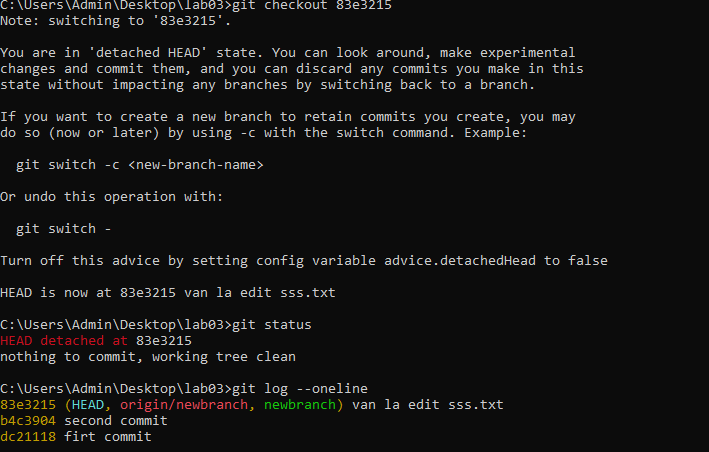 C:\Users\Admin\Desktop\lab03>git checkout 83e3215
Note: switching to '83e3215'.
You are in 'detached HEAD' state. You can look around, make experimental
changes and commit them, and you can discard any commits you make in this
state without impacting any branches by switching back to a branch.
If you want to create a new branch to retain commits you create, you may
do so (now or later) by using -c with the switch command. Example:
git switch -c <new-branch-name>
Or undo this operation with:
git switch -
Turn off this advice by setting config variable advice.detachedHead to false
HEAD is now at 83e3215 van la edit sss.txt
C:\Users\Admin\Desktop\lab03>git status
HEAD detached at 83e3215
nothing to commit, working tree clean
C:\Users\Admin\Desktop\lab03>git log --oneline
83e3215 (HEAD, origin/newbranch, newbranch) van la edit sss.txt
b4c3904 second commit
dc21118 firt commit